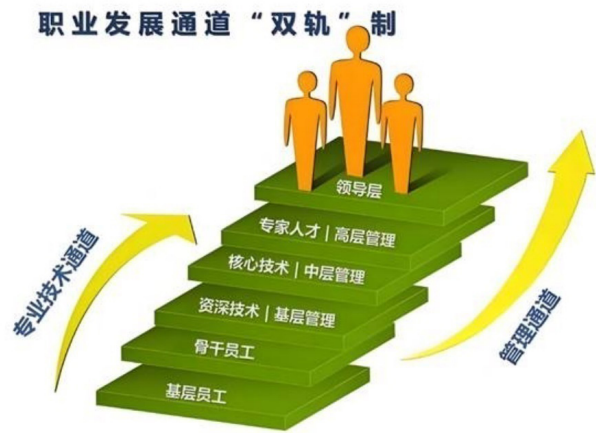 职业发展通道“双轨”制
领导层
专家人才|高层管理
核心技术|中层管理
资深技术|基层管理
骨干员工
基层员工
专业技术通道
管理通道